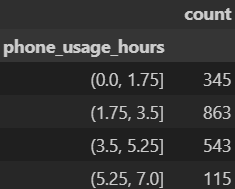 count
phone_usage_hours
(0.0, 1.75] 345
(1.75, 3.5] 863
(3.5, 5.25] 543
(5.25, 7.0] 115